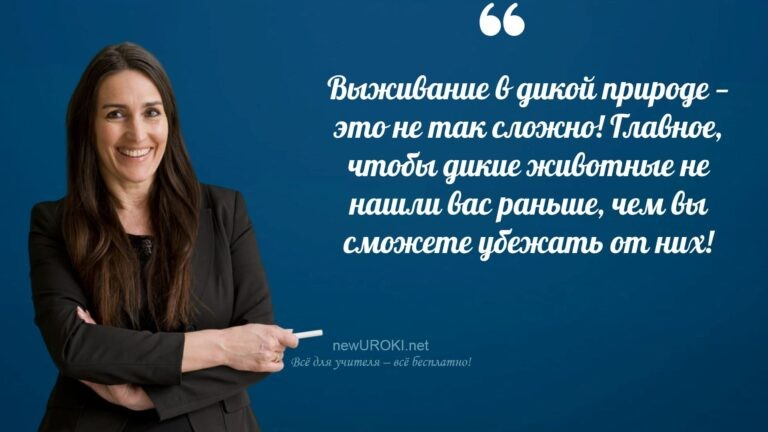 ❝
Выживание в дикой природе –
это не так сложно! Главное,
чтобы дикие животные не
нашли вас раньше, чем вы
сможете убежать от них!
newUROKI.net
Всё для учителя – всё бесплатно!